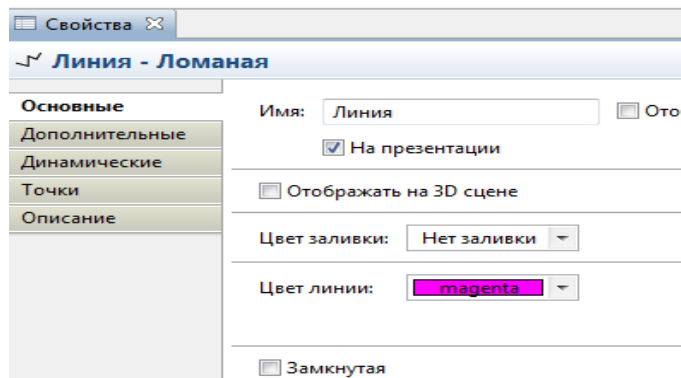 Свойства
Линия - Ломаная
Основные
Дополнительные
Динамические
Точки
Описание
Имя: Линия
На презентации
Отображать на 3D сцене
Цвет заливки: Нет заливки
Цвет линии: magenta
Замкнутая